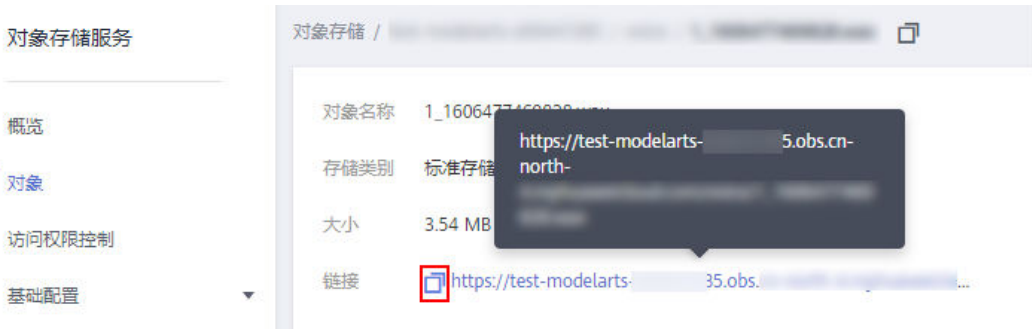 对象存储服务
对象存储 /
概览
对象
访问权限控制
基础配置
对象名称
存储类别 标准存储
大小 3.54 MB
https://test-modelarts- 5.obs.cn-
north-
链接 https://test-modelarts- 35.obs. ...